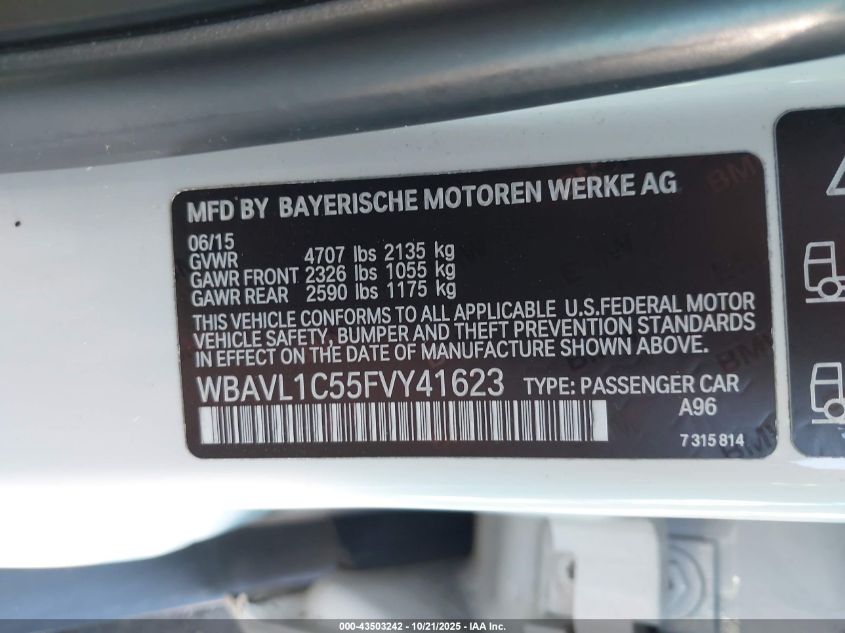 MFD BY BAYERISCHE MOTOREN WERKE AG
06/15
GVWR 4707 lbs 2135 kg
GAWR FRONT 2326 lbs 1055 kg
GAWR REAR 2590 lbs 1175 kg
THIS VEHICLE CONFORMS TO ALL APPLICABLE U.S.FEDERAL MOTOR
VEHICLE SAFETY, BUMPER AND THEFT PREVENTION STANDARDS
IN EFFECT ON THE DATE OF MANUFACTURE SHOWN ABOVE.
WBAVL1C55FVY41623 TYPE: PASSENGER CAR
A96
7 315 814
000-43503242 - 10/21/2025 - IAA Inc.